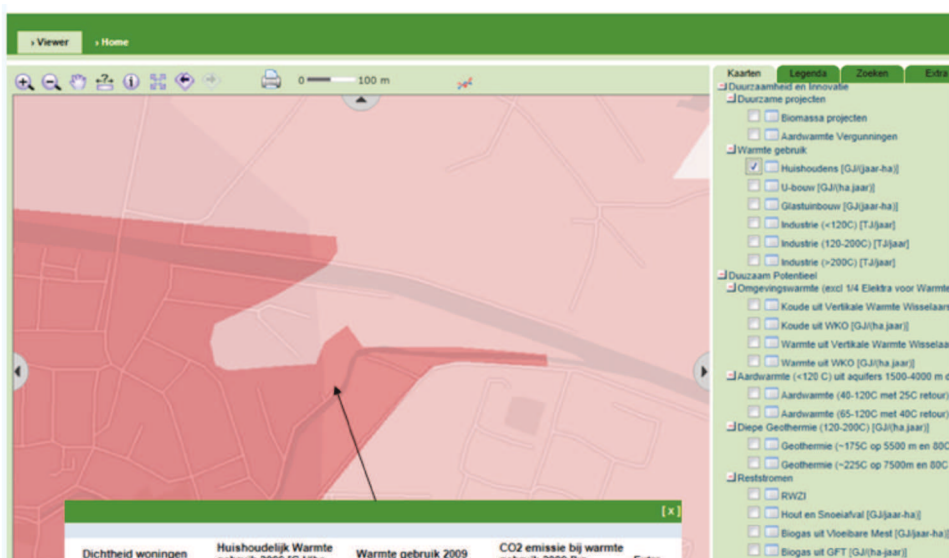 › Viewer › Home
0 100 m
Kaarten Legenda Zoeken Extra
Duurzaamheid en Innovatie
Duurzame projecten
Biomassa projecten
Aardwarmte Vergunningen
Warmte gebruik
Huishoudens [GJ/(jaar-ha)]
U-bouw [GJ/(ha.jaar)]
Glastuinbouw [GJ(jaar-ha)]
Industrie (<120C) [TJ/jaar]
Industrie (120-200C) [TJ/jaar]
Industrie (>200C) [TJ/jaar]
Duuzaam Potentieel
Omgevingswarmte (excl 1/4 Elektra voor Warmte
Koude uit Vertikale Warmte Wisselaars
Koude uit WKO [GJ/(ha.jaar)]
Warmte uit Vertikale Warmte Wisselaa
Warmte uit WKO [GJ/(ha.jaar)]
Aardwarmte (<120 C) uit aquifers 1500-4000 m
Aardwarmte (40-120C met 25C retour)
Aardwarmte (65-120C met 40C retour)
Diepe Geothermie (120-200C) [GJ/(ha.jaar)]
Geothermie (~175C op 5500 m en 80C
Geothermie (~225C op 7500m en 80C
Reststromen
RWZI
Hout en Snoeiafval [GJ/jaar-ha)]
Biogas uit Vloeibare Mest [GJ/jaar-ha)
Biogas uit GFT [GJ/(ha-jaar)]
[x]
Dichtheid woningen Huishoudelijk Warmte Warmte gebruik 2009 CO2 emissie bij warmte